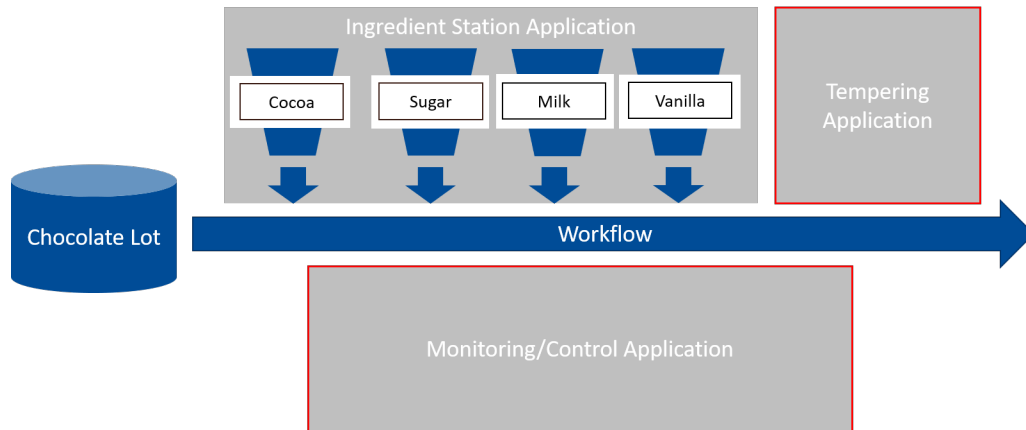 Ingredient Station Application
Cocoa
Sugar
Milk
Vanilla
Tempering
Application
Chocolate Lot
Workflow
Monitoring/Control Application